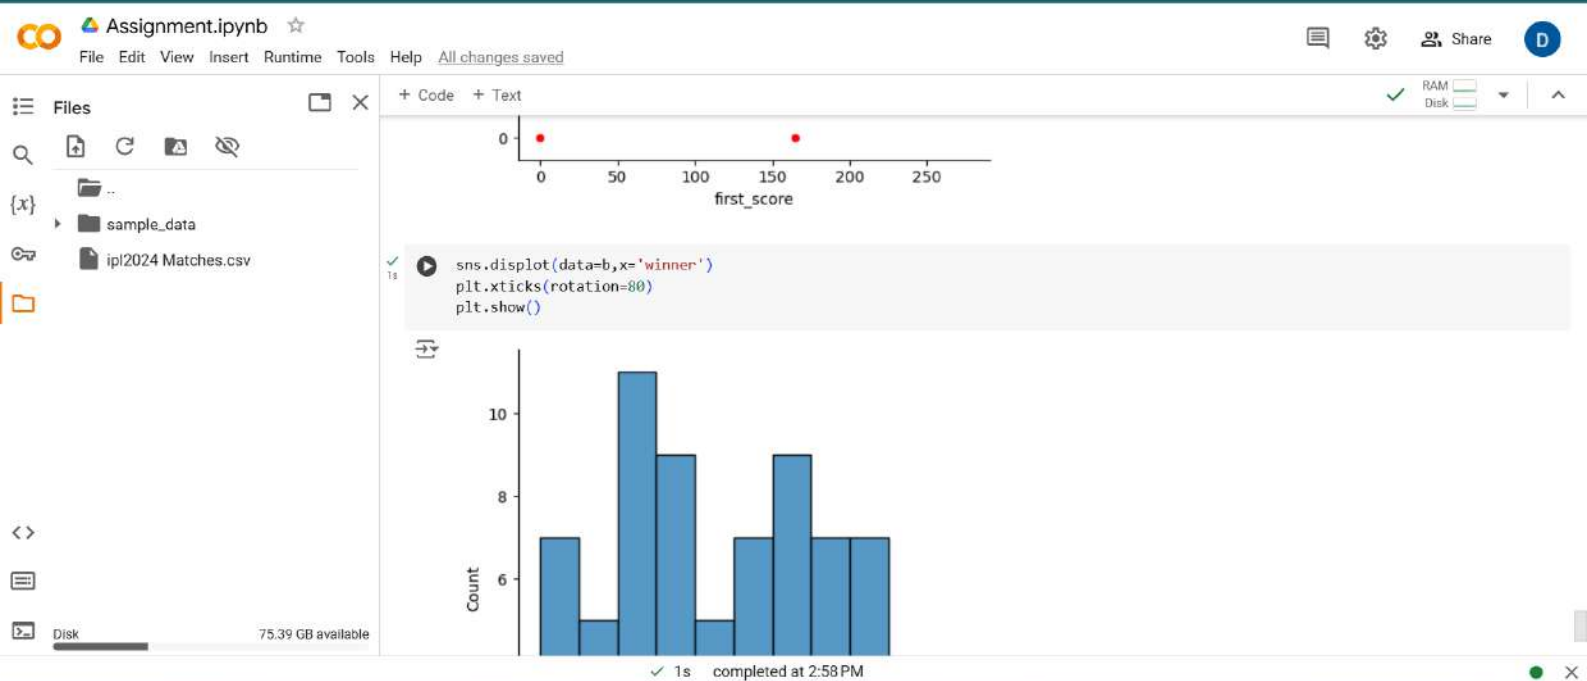 Assignment.ipynb
File Edit View Insert Runtime Tools Help All changes saved
Share
D
Files
+ Code + Text
RAM
Disk
..
sample_data
ipl2024 Matches.csv
{x}
0
0 50 100 150 200 250
first_score
1s
sns.displot(data=b,x='winner')
plt.xticks(rotation=80)
plt.show()
10
8
6
Count
Disk 75.39 GB available
1s completed at 2:58 PM